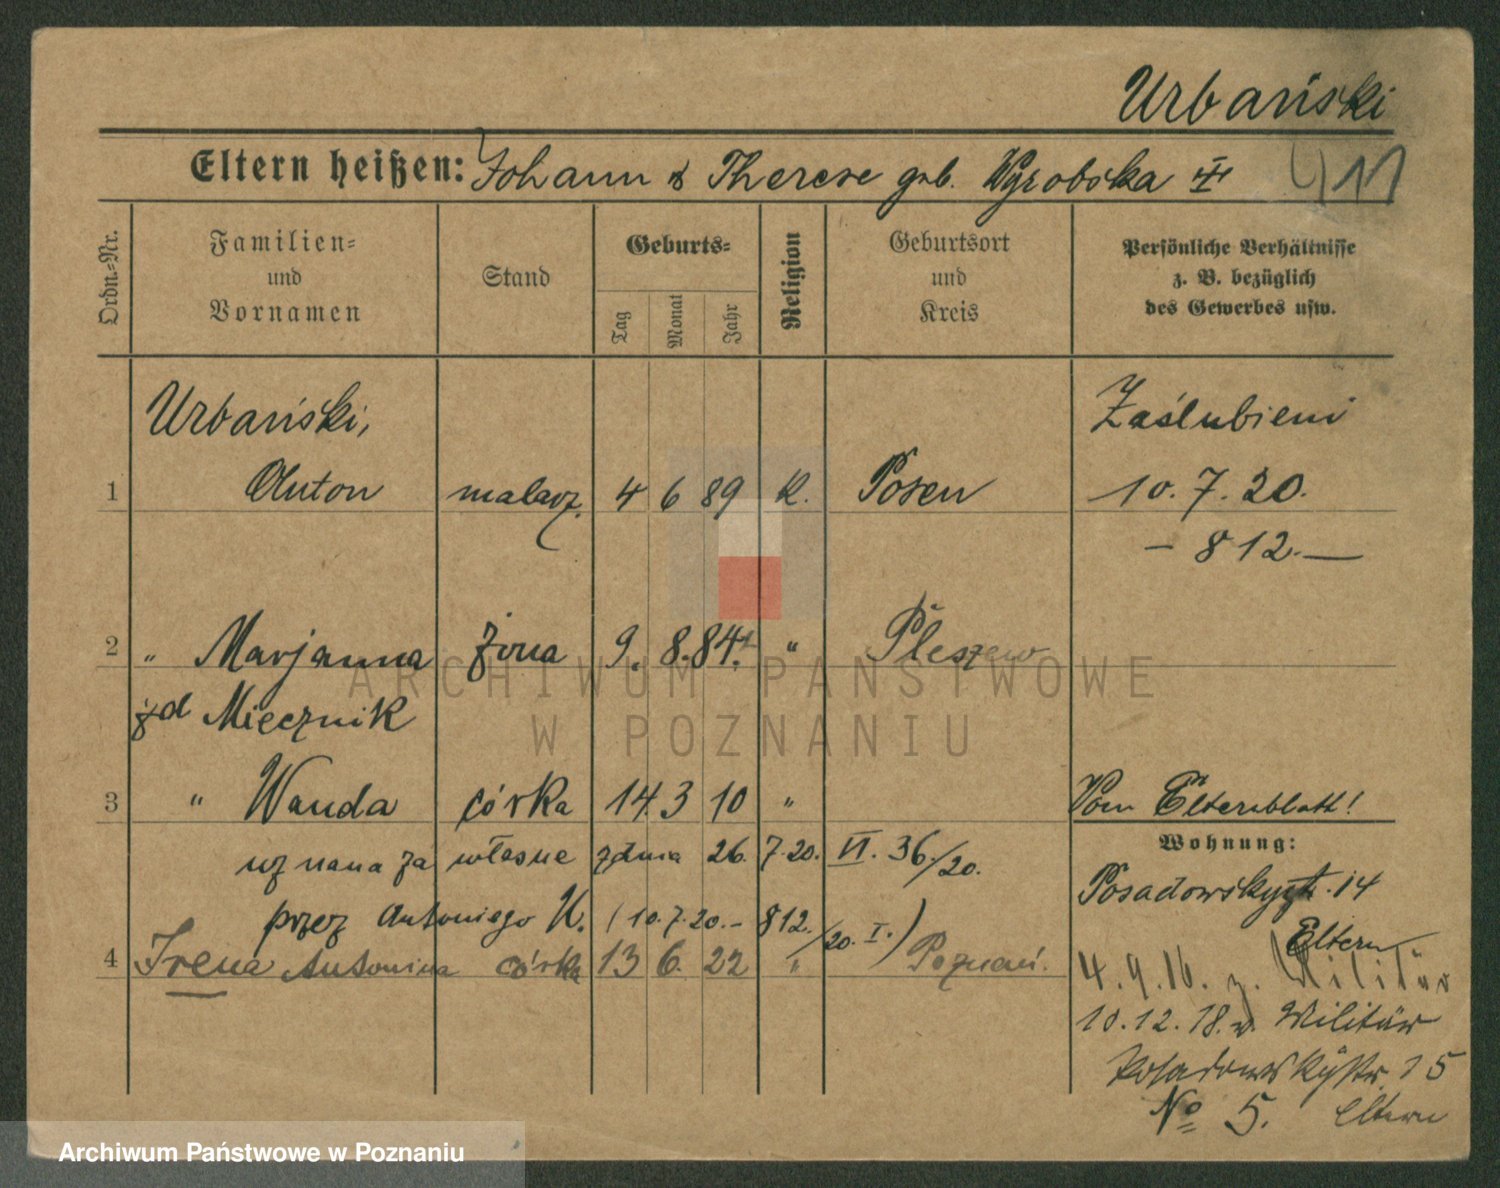 Urbański
Eltern heißen: Johann & Therese geb. Wyrobska III 411
Ordn.=Nr.
Familien=
und
Vornamen
Stand
Geburts=
Tag Monat Jahr
Religion
Geburtsort
und
Kreis
Persönliche Verhältnisse
z. B. bezüglich
des Gewerbes usw.
Urbański, Zaślubieni
1 Anton malarz 4 6 89 K. Posen 10. 7. 20.
— 812. —
2 „ Marjanna żona 9. 8. 84. „ Pleszew
zd Miecznik
3 „ Wanda córka 14. 3 10 „ Vom Elternblatt!
Wohnung:
uznana za własne z dnia 26. 7. 20. VI. 36./20.
Posadowskystr. 14
przez Antoniego U. (10. 7. 20. – 812./20. I.)
Eltern
4 Irena Antonina córka 13 6. 22 „ Poznań.
4. 9. 16. z. Militär
10. 12. 18. v. Militär
Posadowskystr. 15
No 5. Eltern
ARCHIWUM PAŃSTWOWE
W POZNANIU
Archiwum Państwowe w Poznaniu